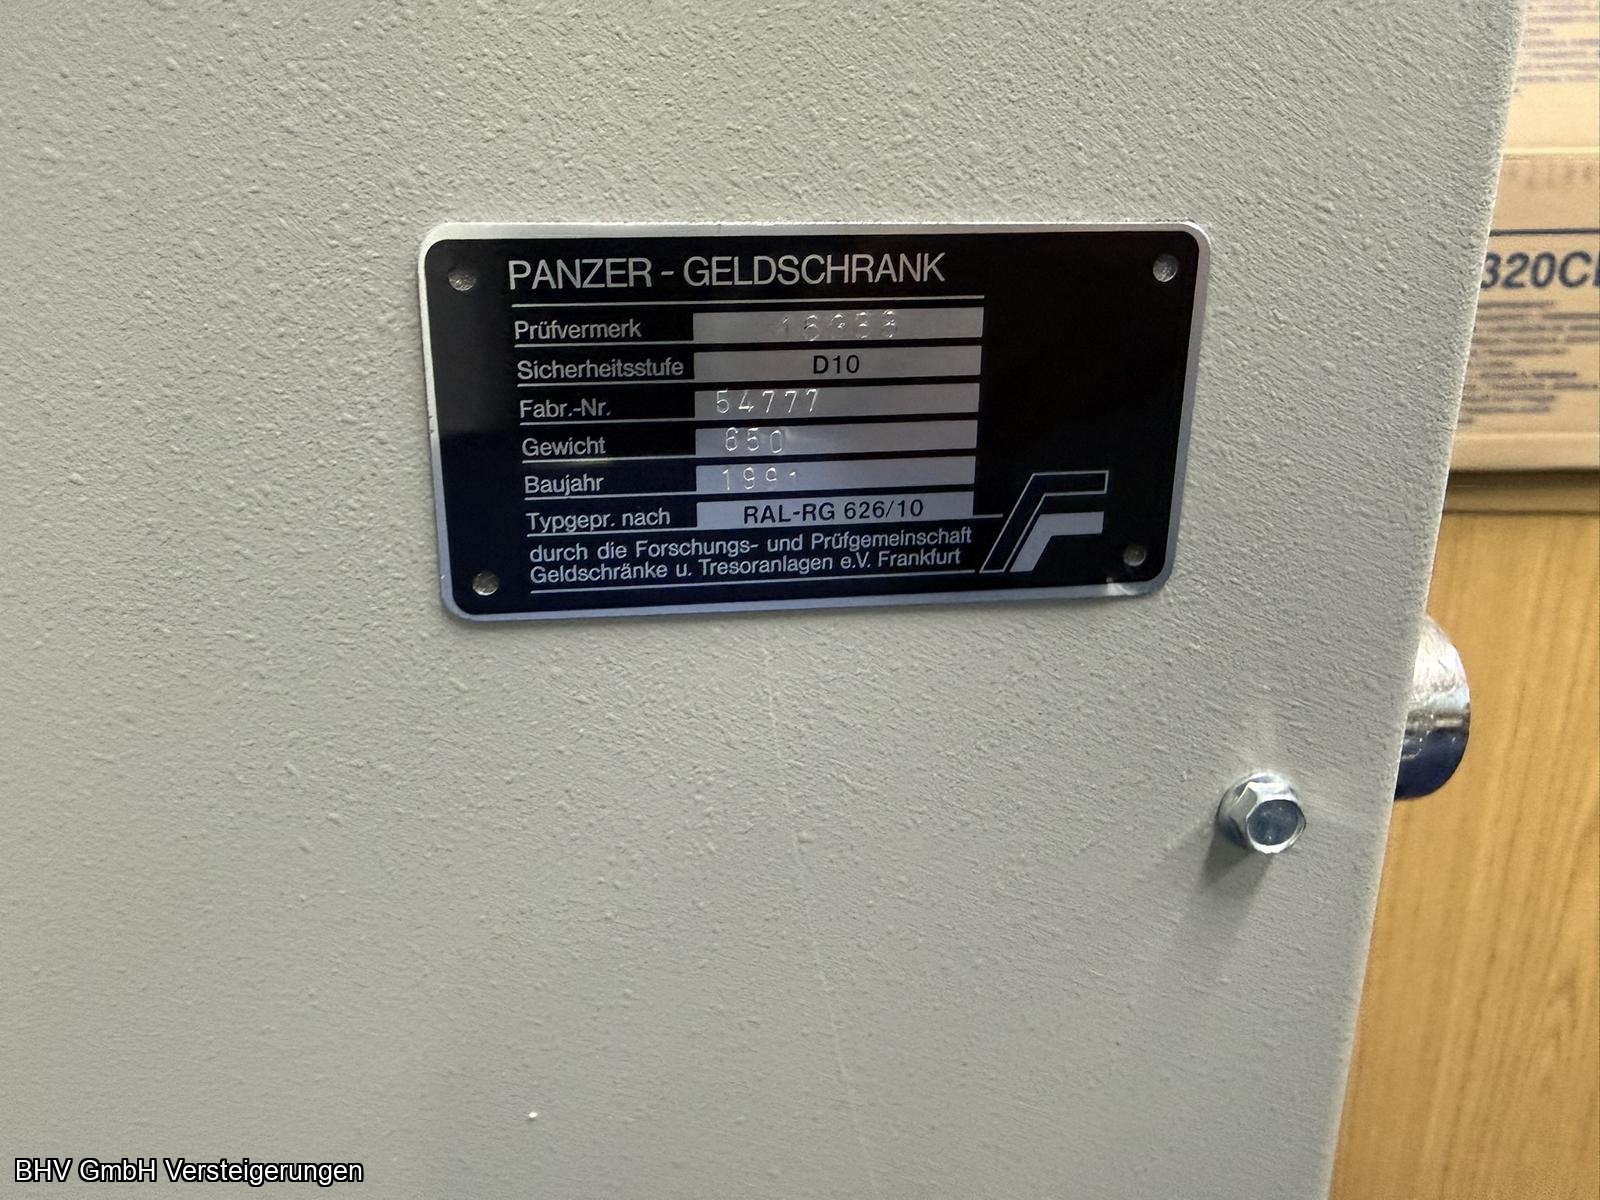 PANZER - GELDSCHRANK
Prüfvermerk
Sicherheitsstufe D10
Fabr.-Nr. 54777
Gewicht 650
Baujahr 1991
Typgepr. nach RAL-RG 626/10
durch die Forschungs- und Prüfgemeinschaft
Geldschränke u. Tresoranlagen e.V. Frankfurt
BHV GmbH Versteigerungen